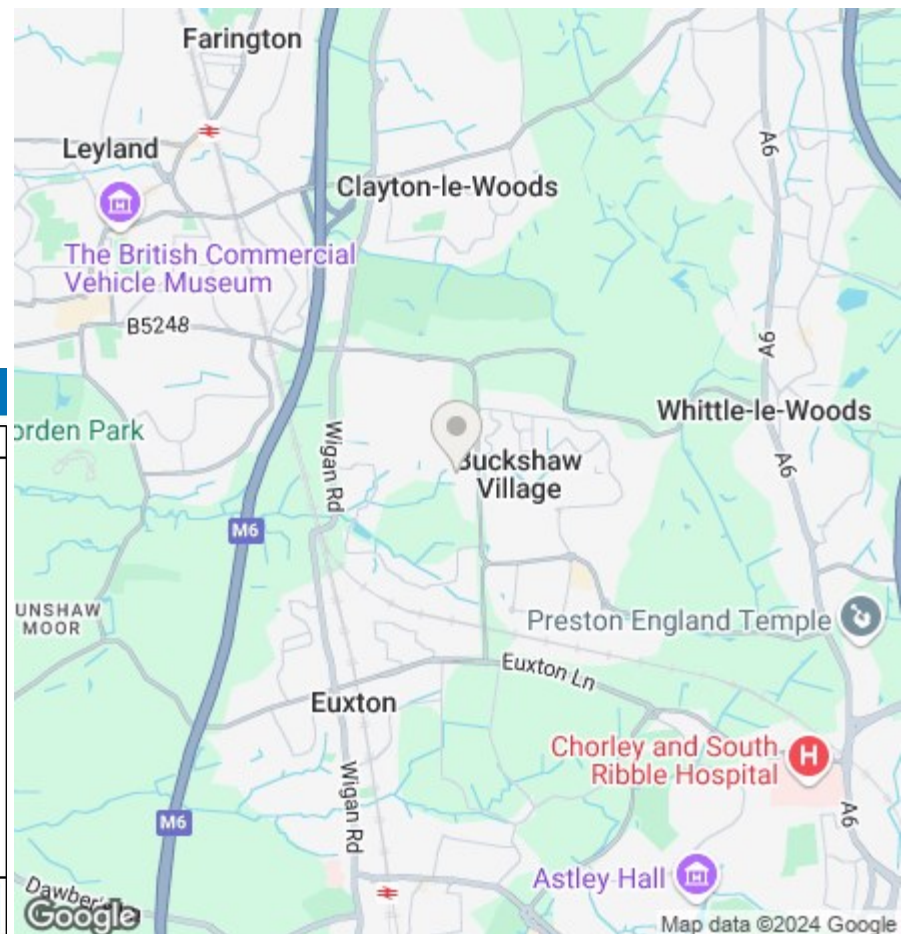 Farington
Leyland
A6
Clayton-le-Woods
The British Commercial
Vehicle Museum
B5248
A6
orden Park
Wigan Rd
Whittle-le-Woods
Buckshaw
Village
A6
M6
UNSHAW
MOOR
Preston England Temple
Euxton Ln
Euxton
Chorley and South
Ribble Hospital
H
Wigan Rd
M6
A6
Astley Hall
Google
Map data ©2024 Google